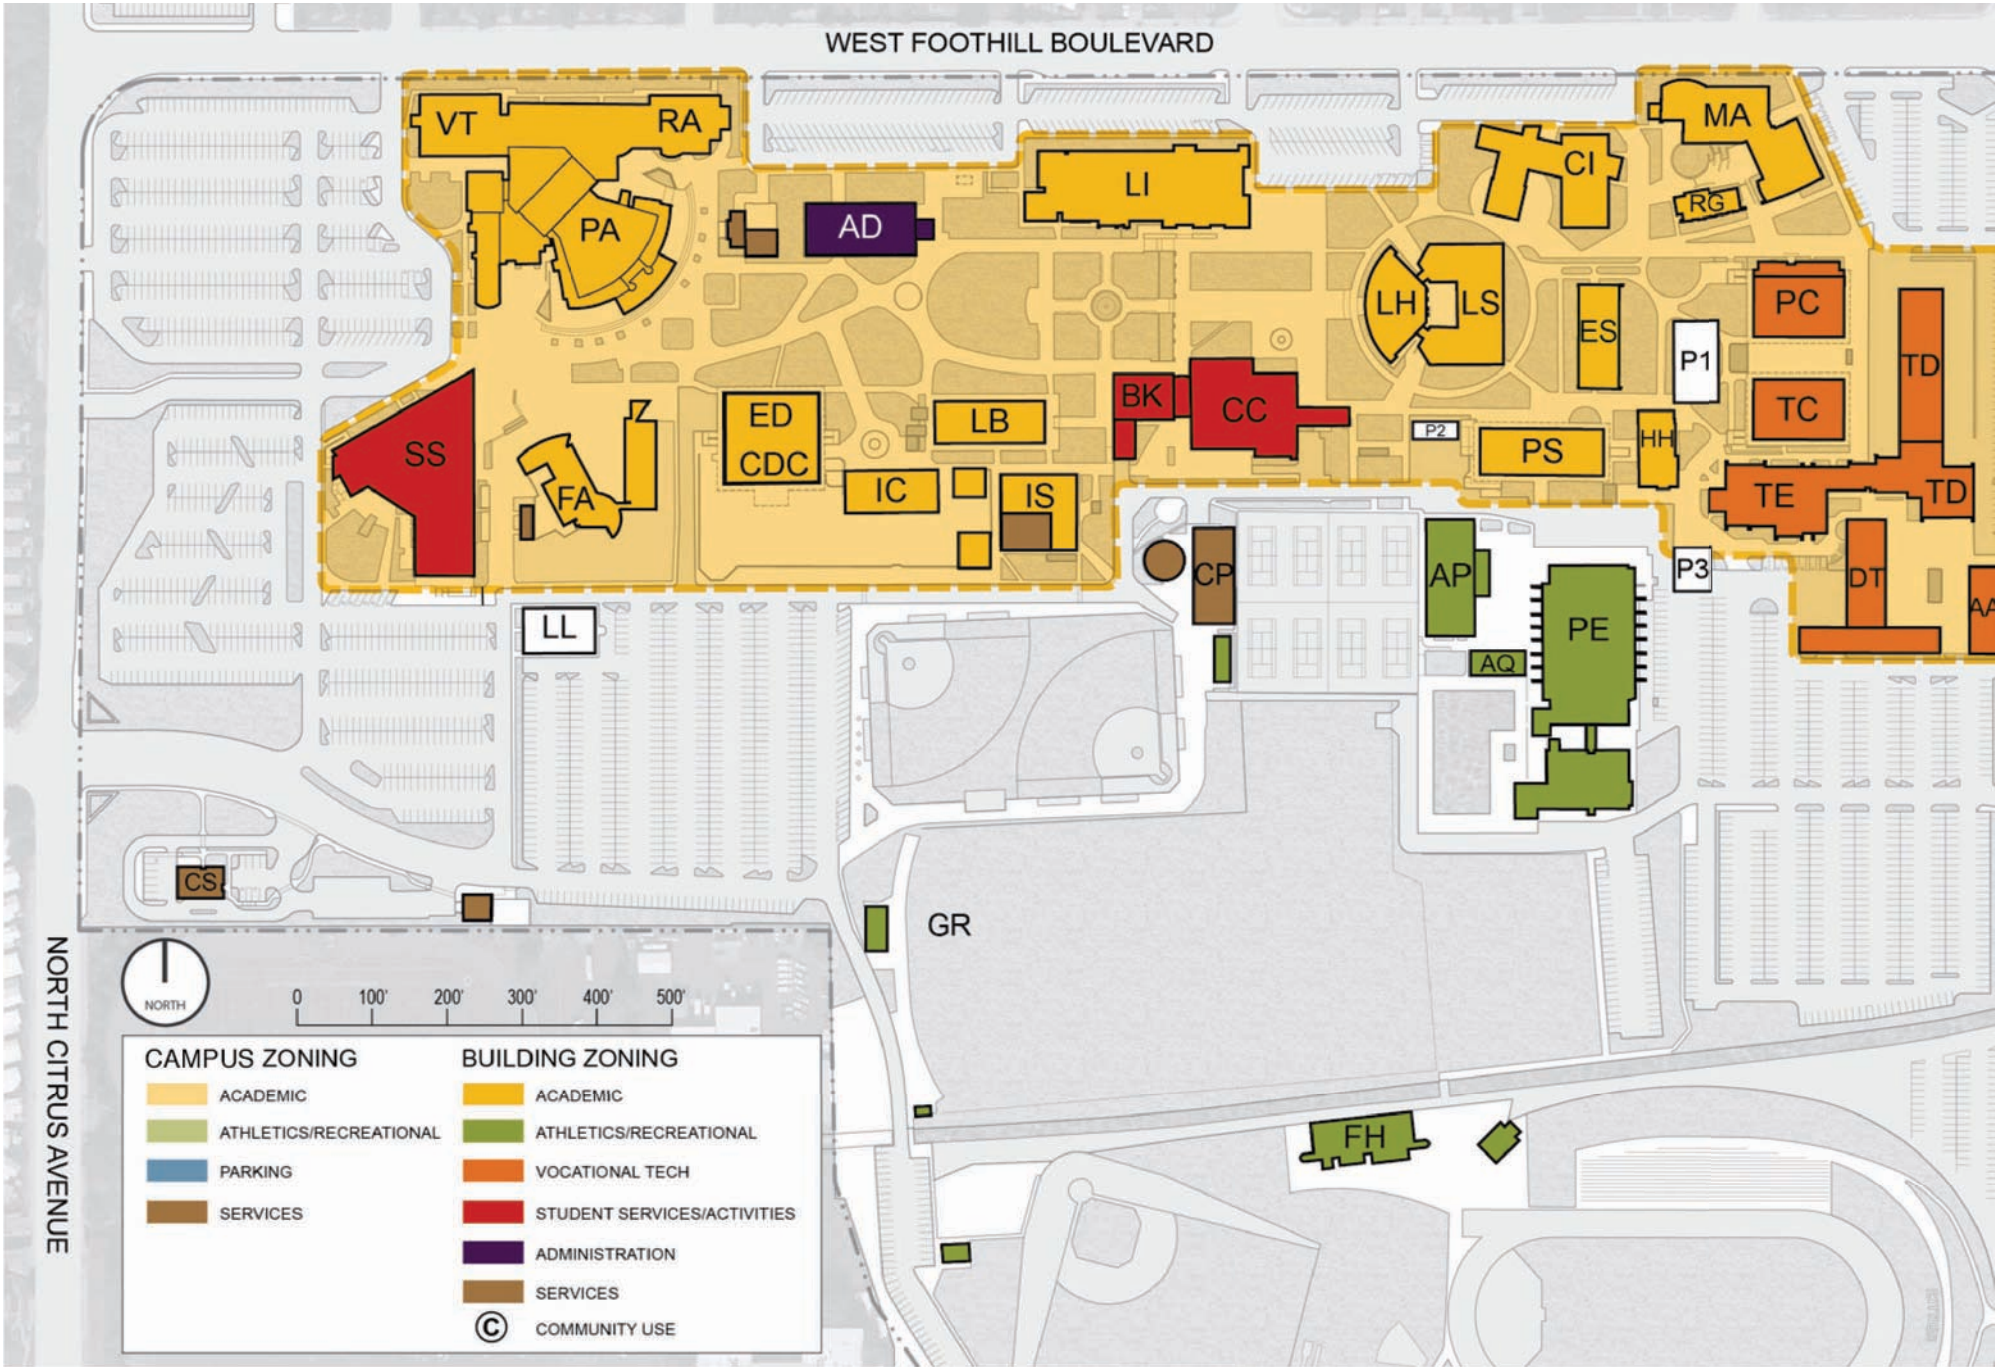 WEST FOOTHILL BOULEVARD
VT
RA
MA
CI
LI
RG
PA
AD
LH
LS
ES
PC
P1
TD
BK
CC
TC
SS
ED
CDC
LB
P2
PS
HH
FA
IC
IS
TE
TD
CP
AP
P3
DT
AA
LL
PE
AQ
CS
GR
FH
NORTH CITRUS AVENUE
NORTH
0 100' 200' 300' 400' 500'
CAMPUS ZONING
ACADEMIC
ATHLETICS/RECREATIONAL
PARKING
SERVICES
BUILDING ZONING
ACADEMIC
ATHLETICS/RECREATIONAL
VOCATIONAL TECH
STUDENT SERVICES/ACTIVITIES
ADMINISTRATION
SERVICES
C COMMUNITY USE